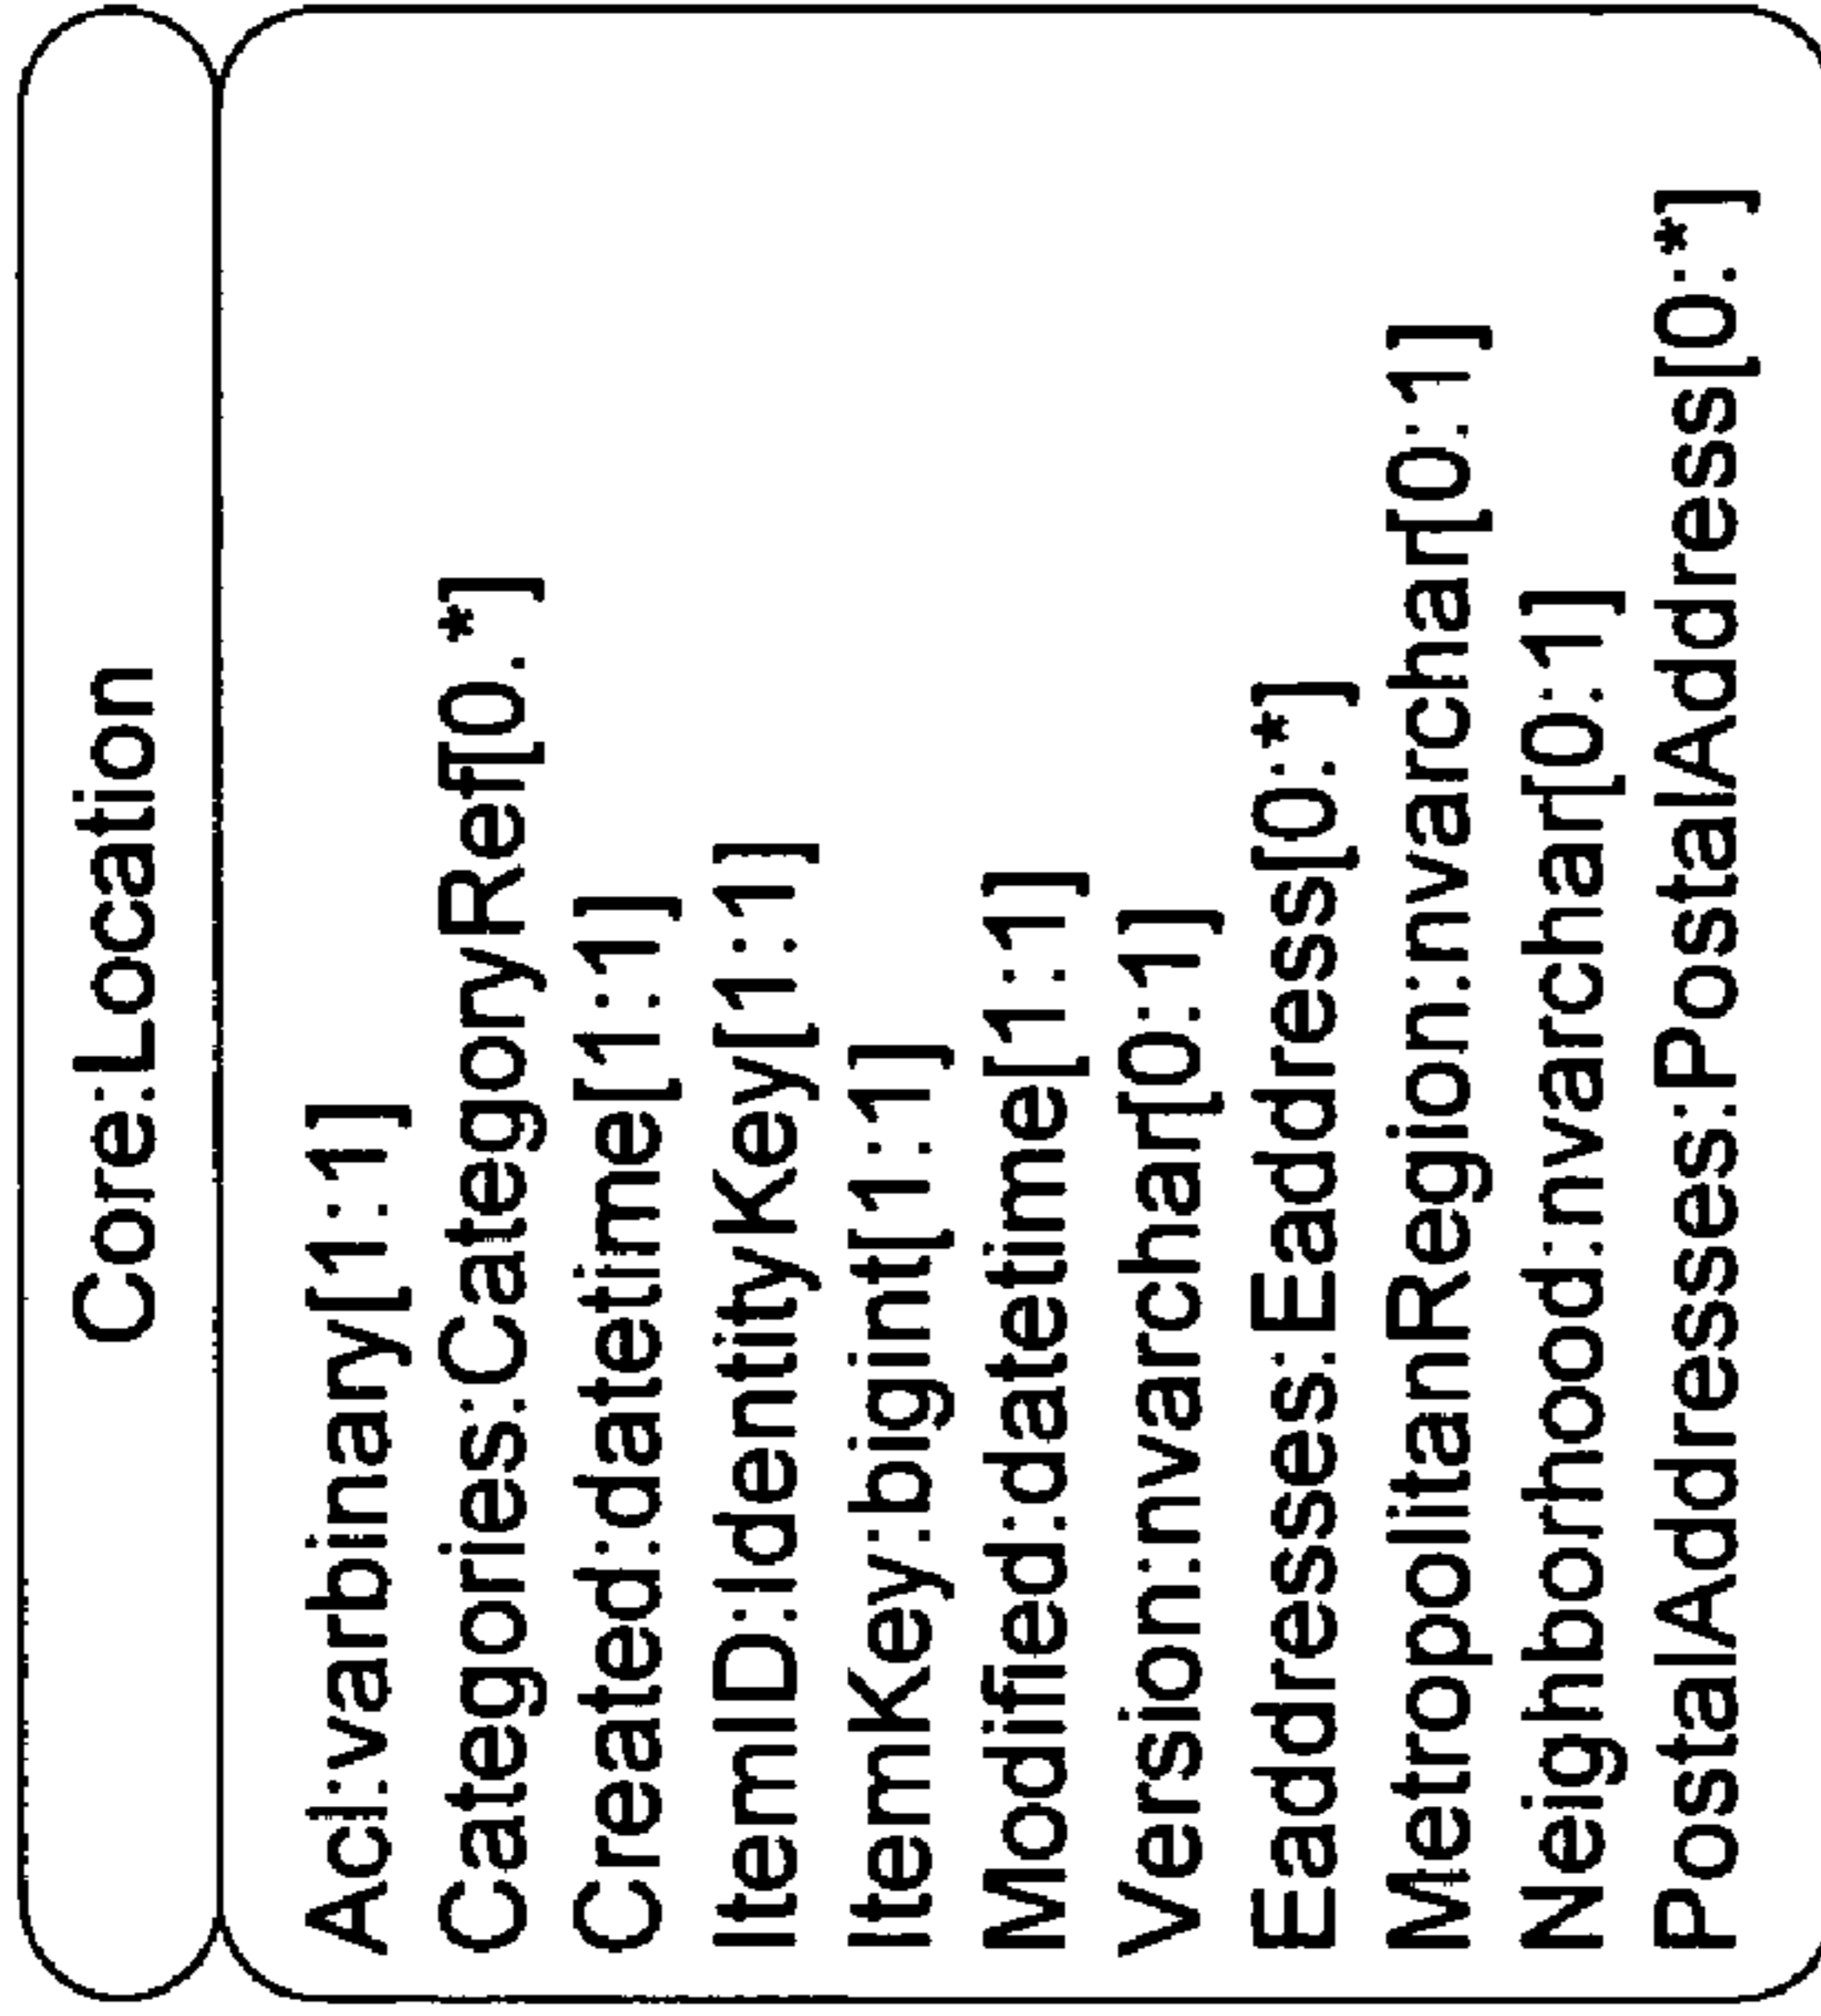 Core:Location
Acl:varbinary[1:1]
Categories:CategoryRef[0.*]
Created:datetime[1:1]
ItemID:IdentityKey[1:1]
ItemKey:bigint[1:1]
Modified:datetime[1:1]
Version:nvarchar[0:1]
Eaddresses:Eaddress[0:*]
MetropolitanRegion:nvarchar[0:1]
Neighborhood:nvarchar[0:1]
PostalAddresses:PostalAddress[0:*]